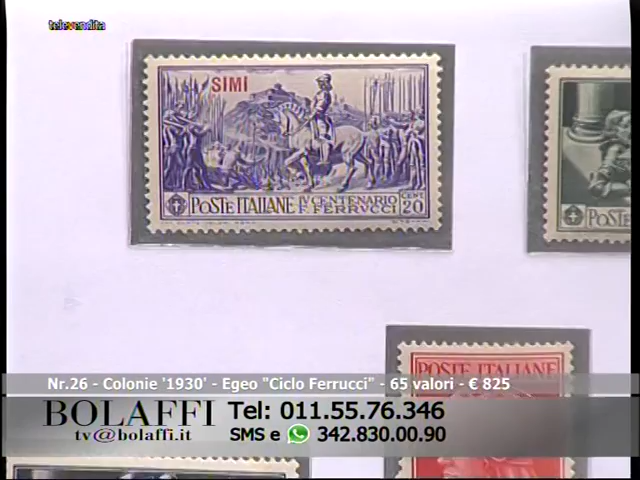 televendita
SIMI
POSTE ITALIANE IV CENTENARIO F. FERRUCCI CENT 20
POSTE
POSTE ITALIANE
Nr.26 - Colonie '1930' - Egeo "Ciclo Ferrucci" - 65 valori - € 825
BOLAFFI Tel: 011.55.76.346
tv@bolaffi.it SMS e 342.830.00.90